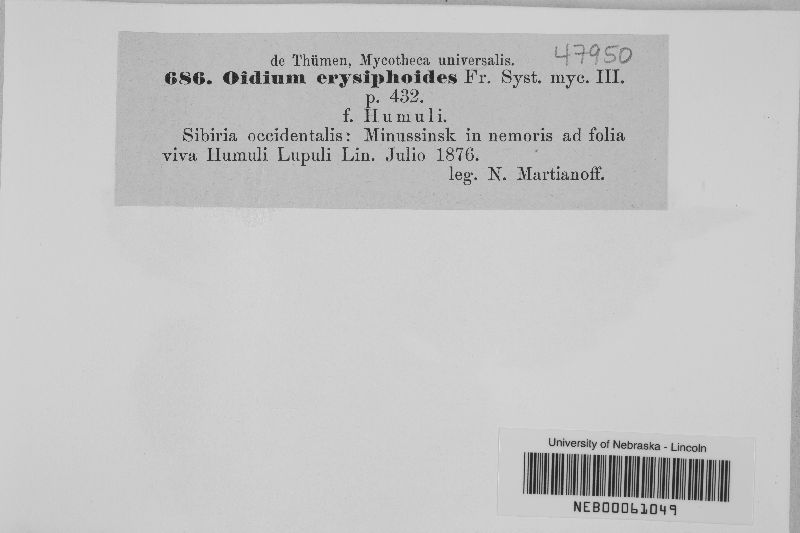 de Thümen, Mycotheca universalis. 47950
686. Oidium erysiphoides Fr. Syst. myc. III.
p. 432.
f. Humuli.
Sibiria occidentalis: Minussinsk in nemoris ad folia
viva Humuli Lupuli Lin. Julio 1876.
leg. N. Martianoff.
University of Nebraska - Lincoln
NEB00061049